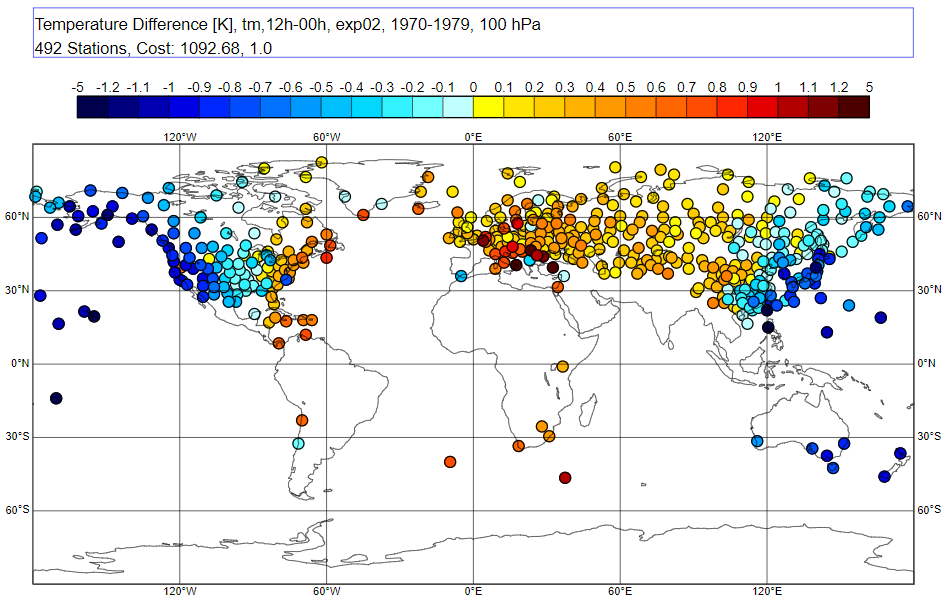 Temperature Difference [K], tm,12h-00h, exp02, 1970-1979, 100 hPa
492 Stations, Cost: 1092.68, 1.0
-5 -1.2 -1.1 -1 -0.9 -0.8 -0.7 -0.6 -0.5 -0.4 -0.3 -0.2 -0.1 0 0.1 0.2 0.3 0.4 0.5 0.6 0.7 0.8 0.9 1 1.1 1.2 5
120°W 60°W 0°E 60°E 120°E
60°N 60°N
30°N 30°N
0°N 0°N
30°S 30°S
60°S 60°S
120°W 60°W 0°E 60°E 120°E